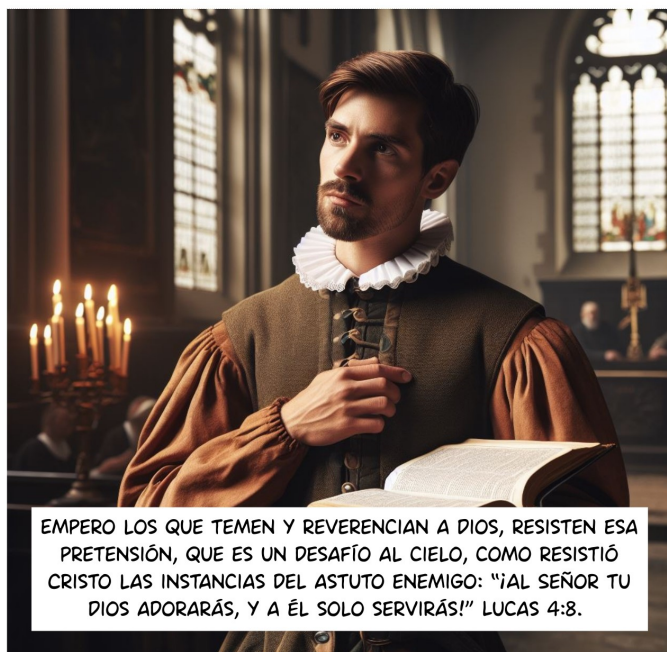 EMPERO LOS QUE TEMEN Y REVERENCIAN A DIOS, RESISTEN ESA
PRETENSIÓN, QUE ES UN DESAFÍO AL CIELO, COMO RESISTIÓ
CRISTO LAS INSTANCIAS DEL ASTUTO ENEMIGO: “¡AL SEÑOR TU
DIOS ADORARÁS, Y A ÉL SOLO SERVIRÁS!” LUCAS 4:8.